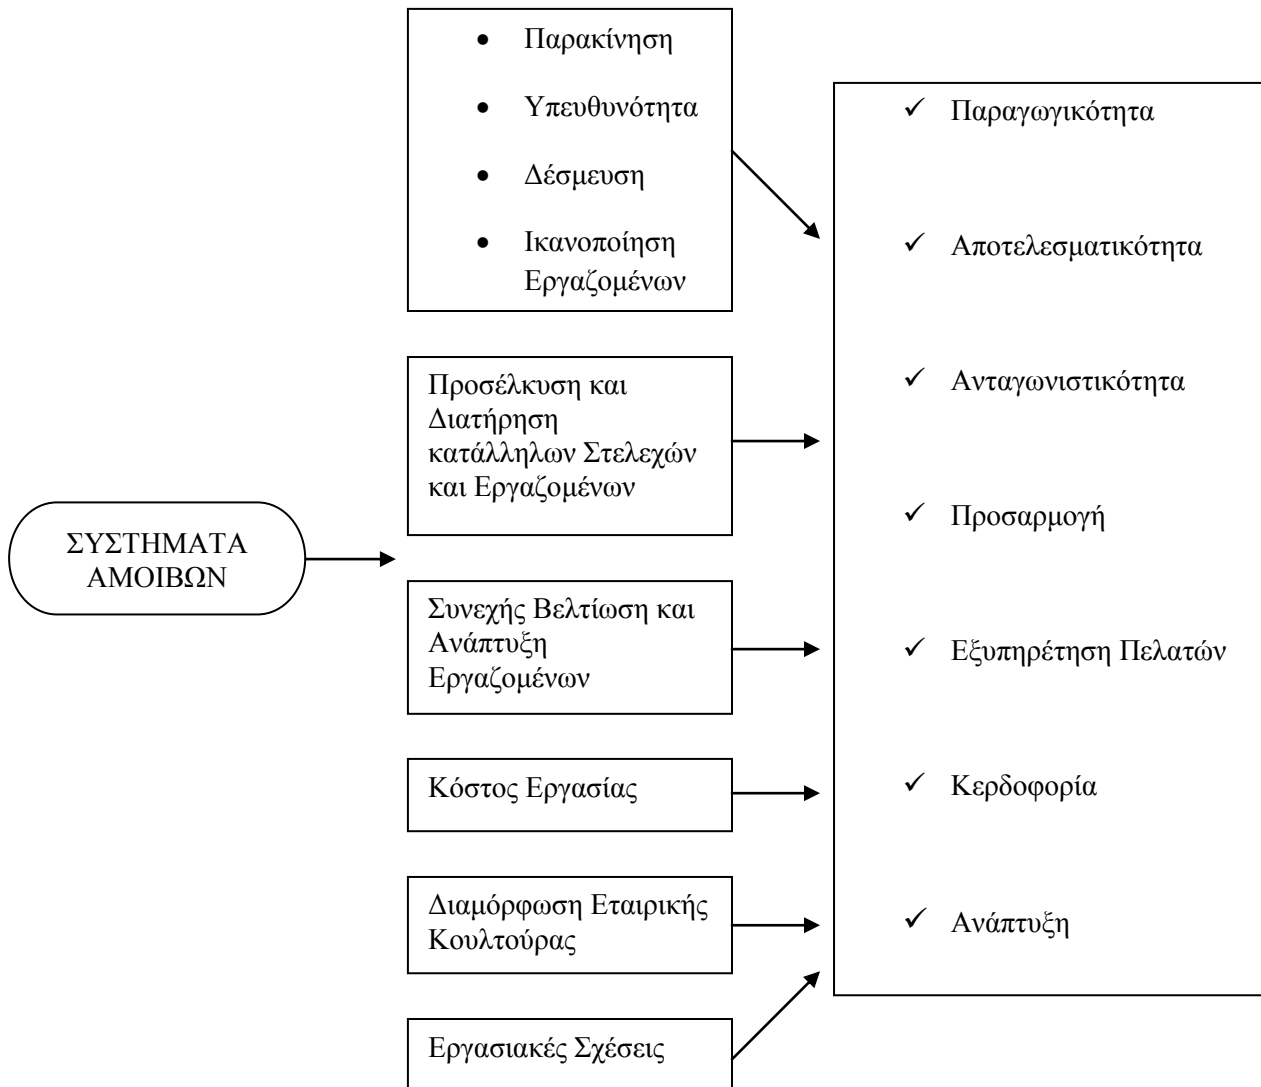 ΣΥΣΤΗΜΑΤΑ
ΑΜΟΙΒΩΝ
• Παρακίνηση
• Υπευθυνότητα
• Δέσμευση
• Ικανοποίηση
Εργαζομένων
Προσέλκυση και
Διατήρηση
κατάλληλων Στελεχών
και Εργαζομένων
Συνεχής Βελτίωση και
Ανάπτυξη
Εργαζομένων
Κόστος Εργασίας
Διαμόρφωση Εταιρικής
Κουλτούρας
Εργασιακές Σχέσεις
✓ Παραγωγικότητα
✓ Αποτελεσματικότητα
✓ Ανταγωνιστικότητα
✓ Προσαρμογή
✓ Εξυπηρέτηση Πελατών
✓ Κερδοφορία
✓ Ανάπτυξη